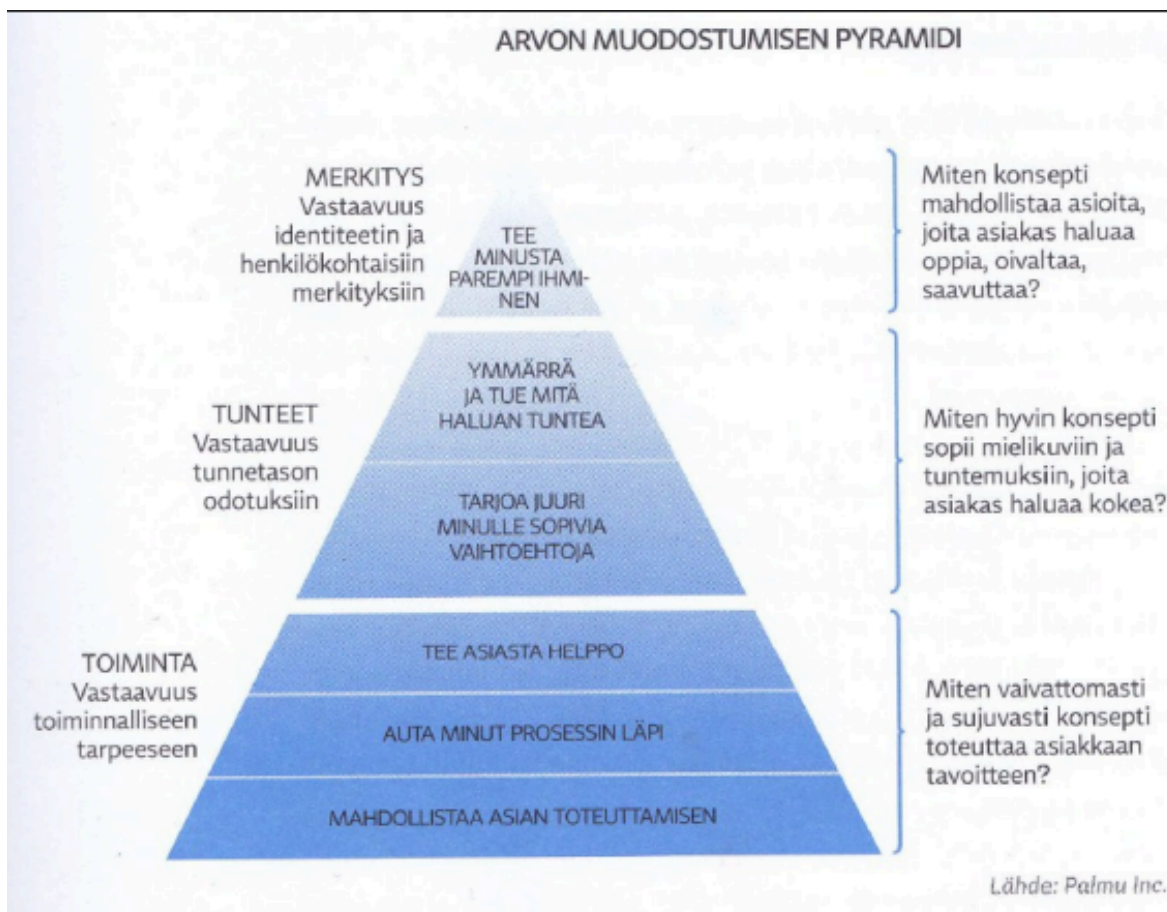 ARVON MUODOSTUMISEN PYRAMIDI
MERKITYS
Vastaavuus
identiteetin ja
henkilökohtaisiin
merkityksiin
TEE
MINUSTA
PAREMPI IHMI-
NEN
Miten konsepti
mahdollistaa asioita,
joita asiakas haluaa
oppia, oivaltaa,
saavuttaa?
TUNTEET
Vastaavuus
tunnetason
odotuksiin
YMMÄRRÄ
JA TUE MITÄ
HALUAN TUNTEA
TARJOA JUURI
MINULLE SOPIVIA
VAIHTOEHTOJA
Miten hyvin konsepti
sopii mielikuviin ja
tuntemuksiin, joita
asiakas haluaa kokea?
TOIMINTA
Vastaavuus
toiminnalliseen
tarpeeseen
TEE ASIASTA HELPPO
AUTA MINUT PROSESSIN LÄPI
MAHDOLLISTAA ASIAN TOTEUTTAMISEN
Miten vaivattomasti
ja sujuvasti konsepti
toteuttaa asiakkaan
tavoitteen?
Lähde: Palmu Inc.